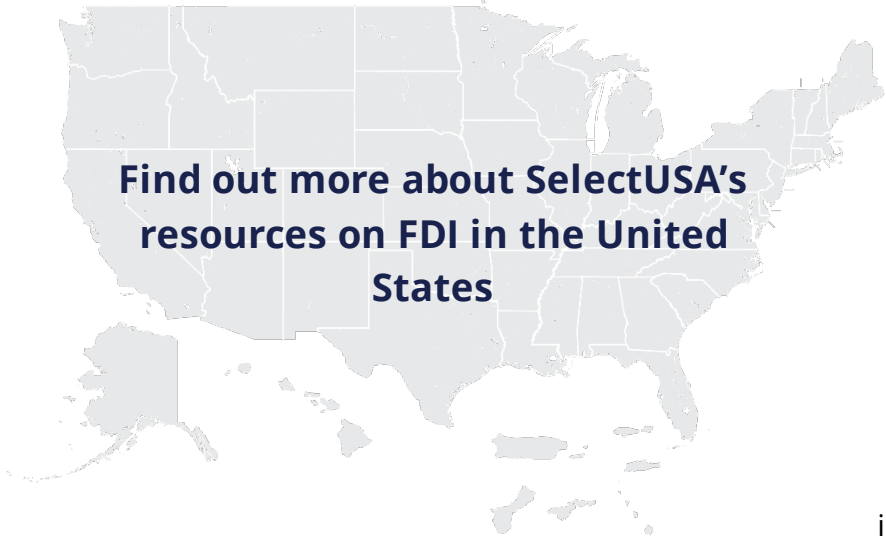 Find out more about SelectUSA’s
resources on FDI in the United
States
i